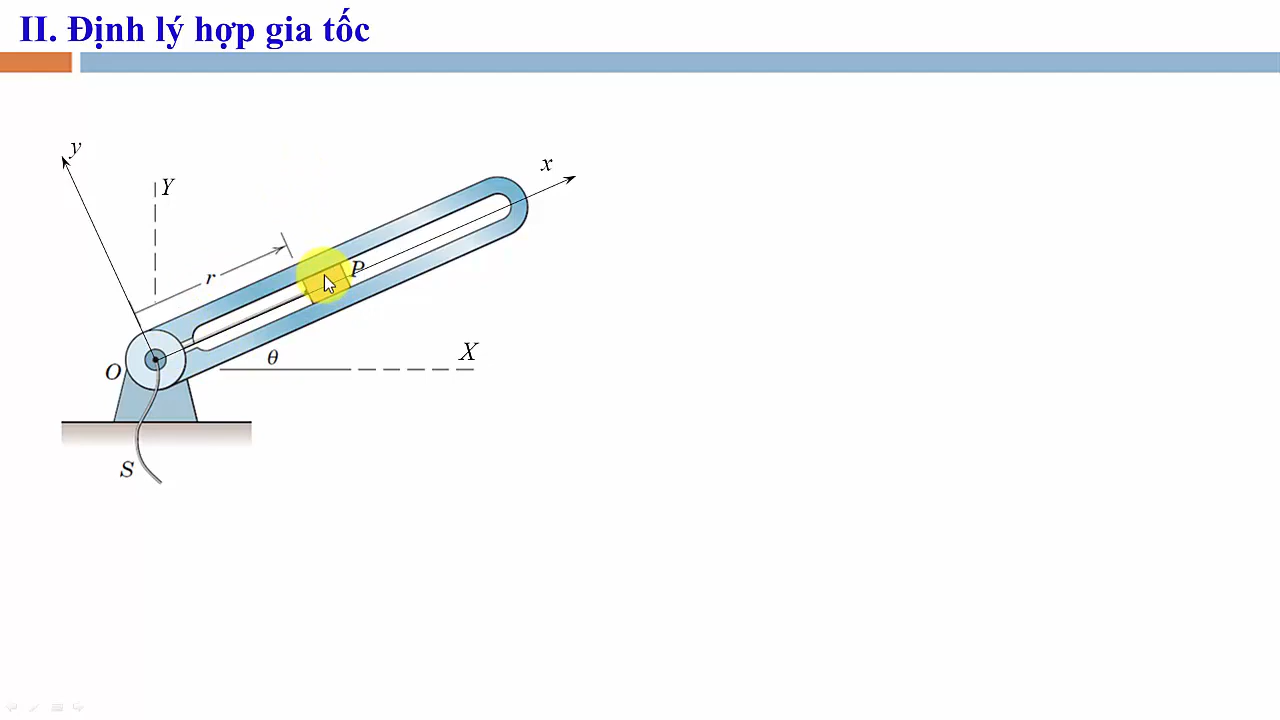 II. Định lý hợp gia tốc
y
Y
x
r
P
X
θ
O
S